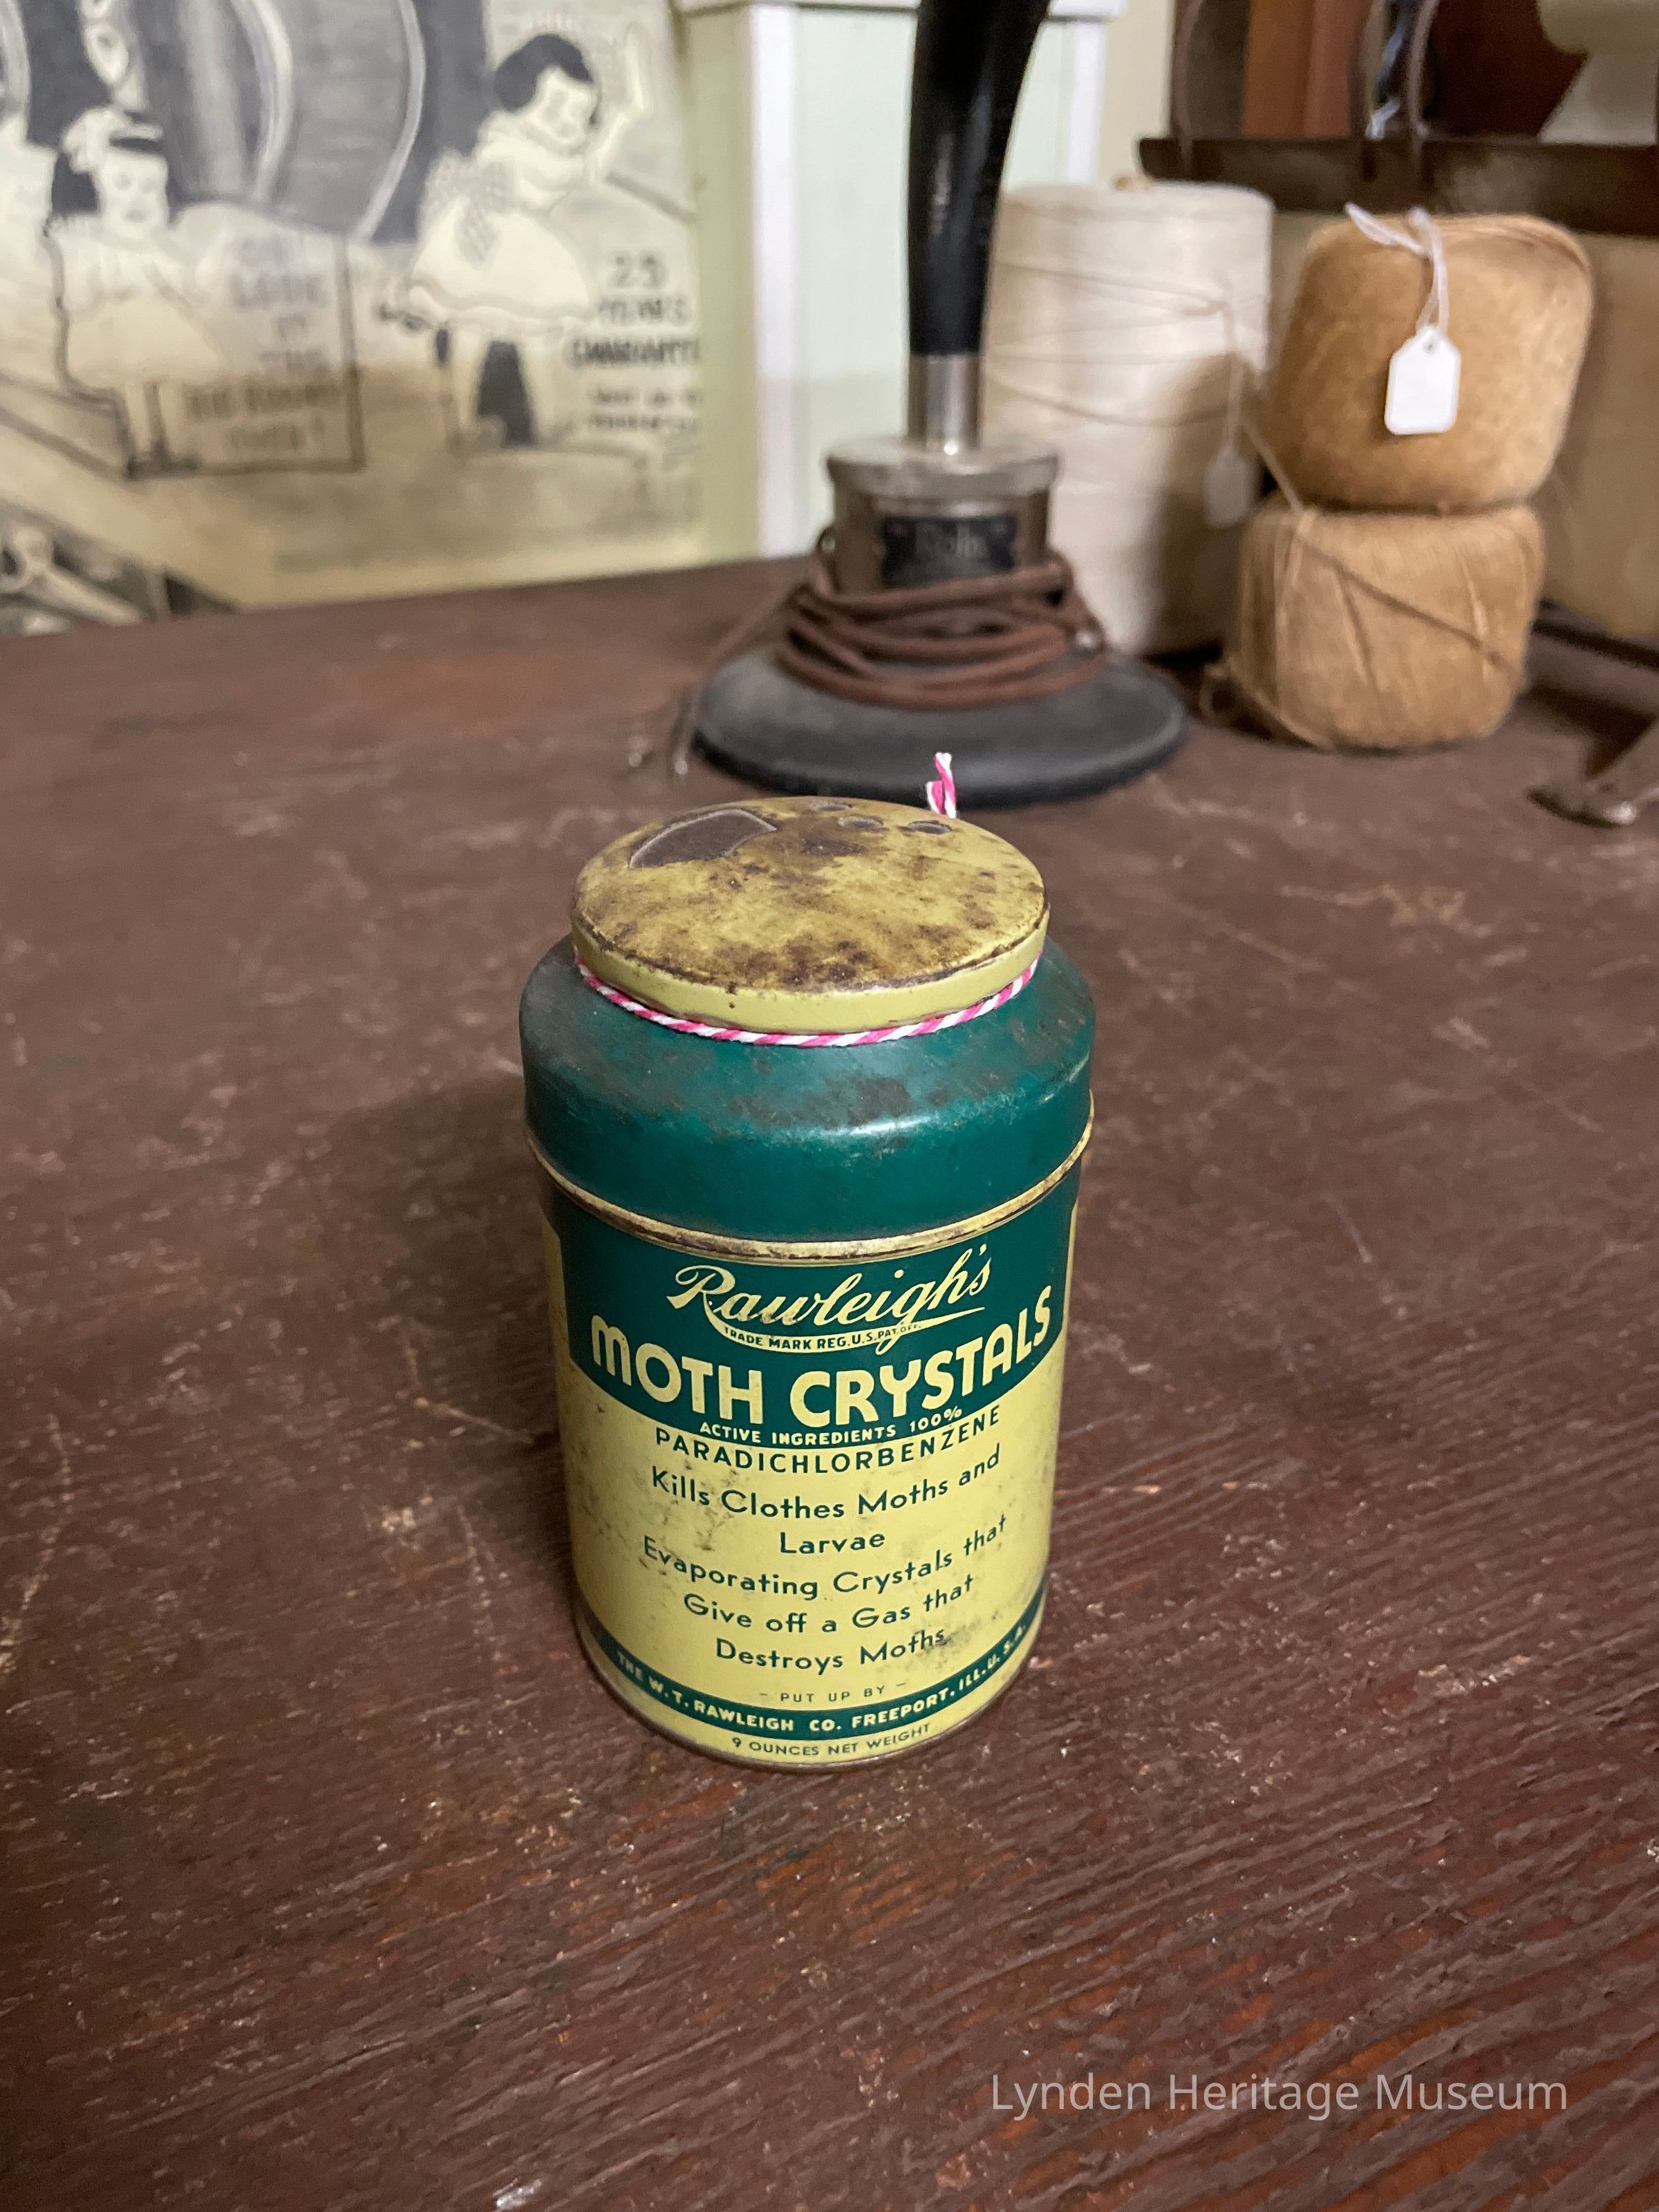 25
YEARS
Rawleigh's
TRADE MARK REG. U.S. PAT. OFF.
MOTH CRYSTALS
ACTIVE INGREDIENTS 100%
PARADICHLORBENZENE
Kills Clothes Moths and
Larvae
Evaporating Crystals that
Give off a Gas that
Destroys Moths
- PUT UP BY -
THE W.T. RAWLEIGH CO. FREEPORT, ILL. U.S.A.
9 OUNCES NET WEIGHT
Lynden Heritage Museum